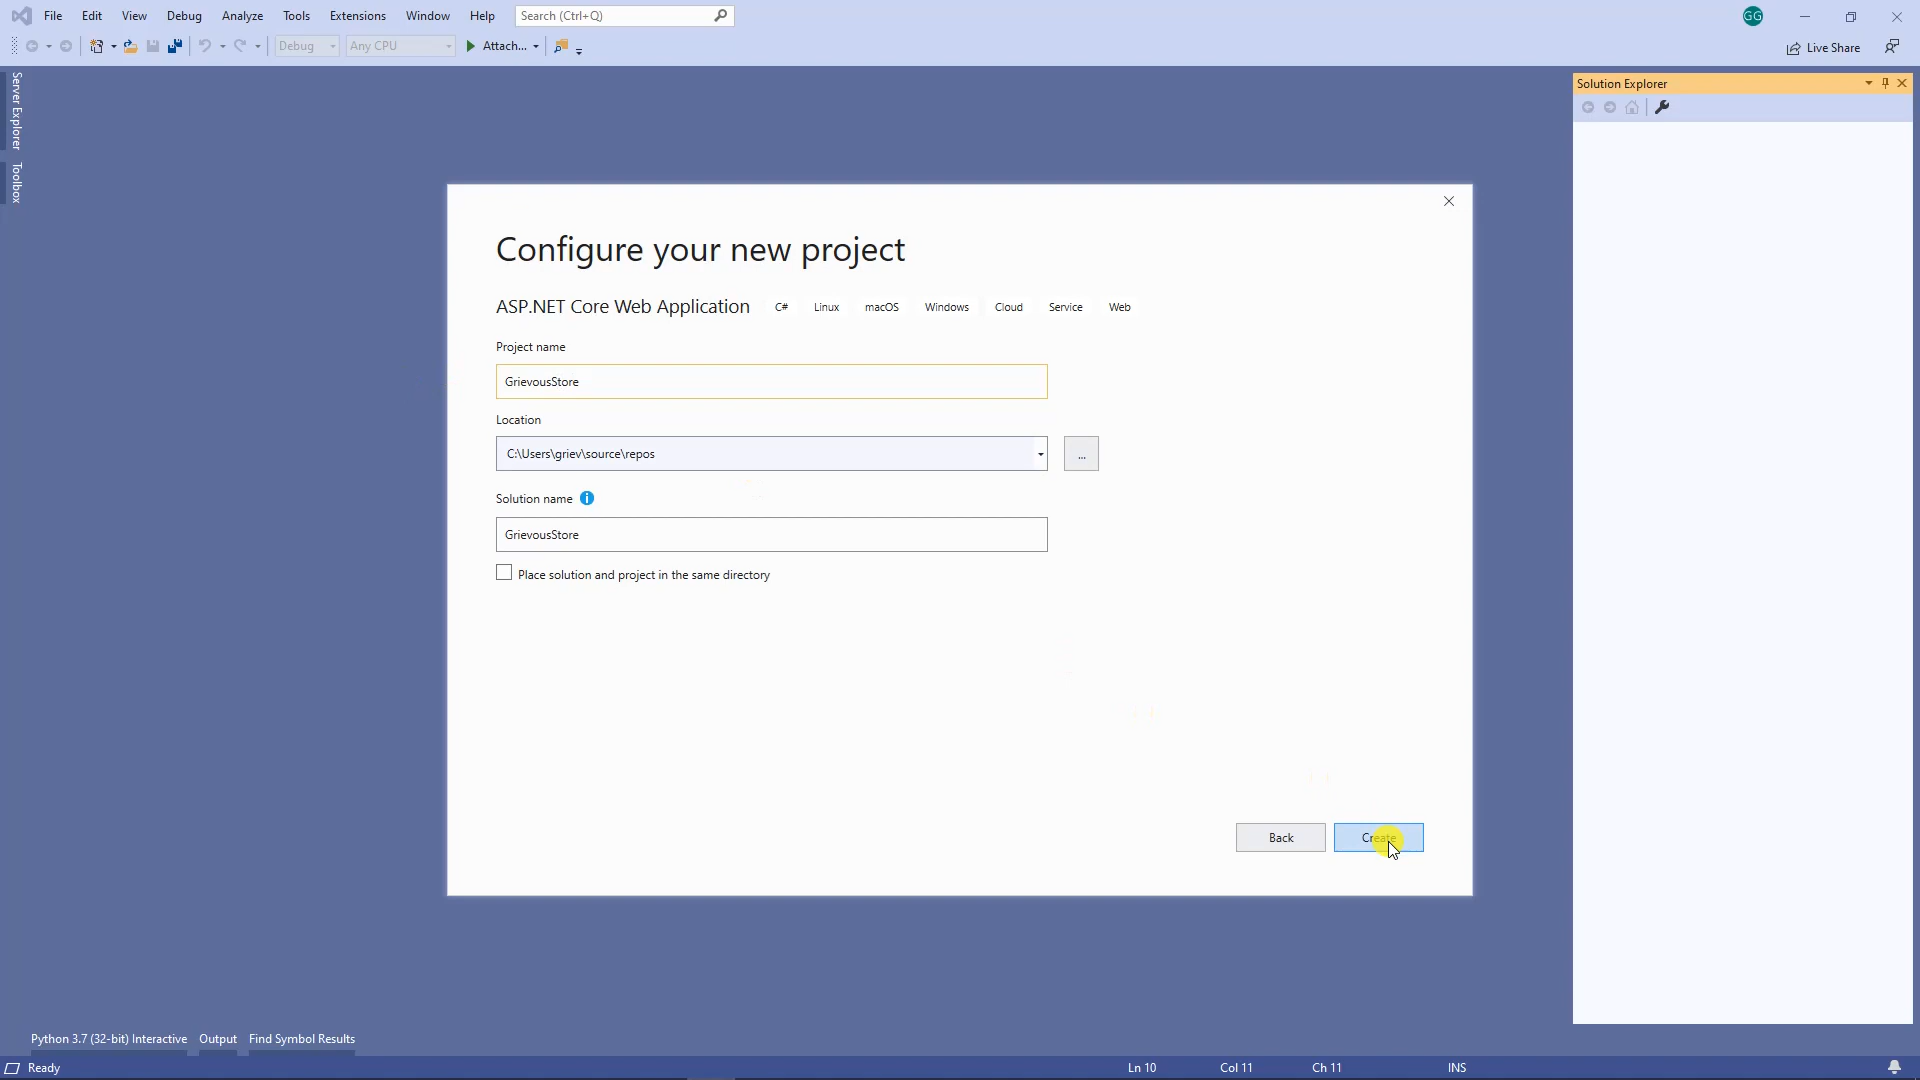 File Edit View Debug Analyze Tools Extensions Window Help Search (Ctrl+Q) GG
Debug Any CPU Attach... Live Share
Server Explorer
Toolbox
Solution Explorer
Configure your new project
ASP.NET Core Web Application C# Linux macOS Windows Cloud Service Web
Project name
GrievousStore
Location
C:\Users\griev\source\repos
...
Solution name
GrievousStore
Place solution and project in the same directory
Back Create
Python 3.7 (32-bit) Interactive Output Find Symbol Results
Ready Ln 10 Col 11 Ch 11 INS